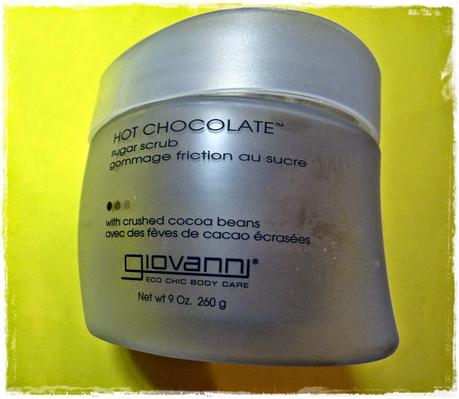 HOT CHOCOLATE™
sugar scrub
gommage friction au sucre
with crushed cocoa beans
avec des fèves de cacao écrasées
giovanni®
ECO CHIC BODY CARE
Net wt 9 Oz. 260 g